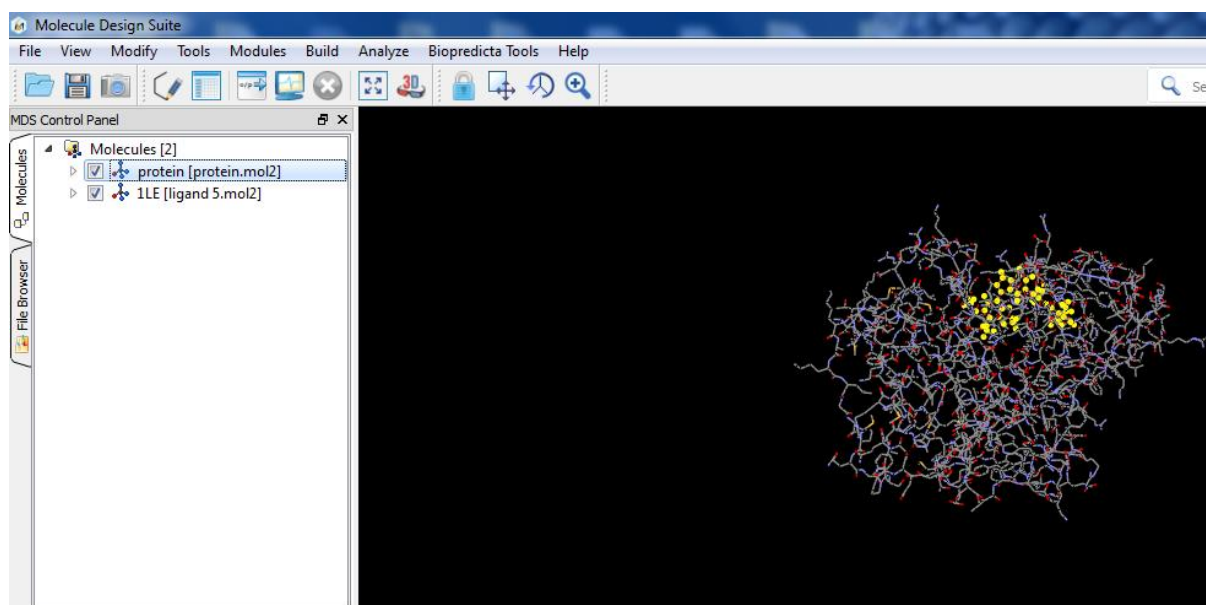 Molecule Design Suite
File View Modify Tools Modules Build Analyze Biopredicta Tools Help
3D
MDS Control Panel
Molecules
File Browser
Molecules [2]
protein [protein.mol2]
1LE [ligand 5.mol2]